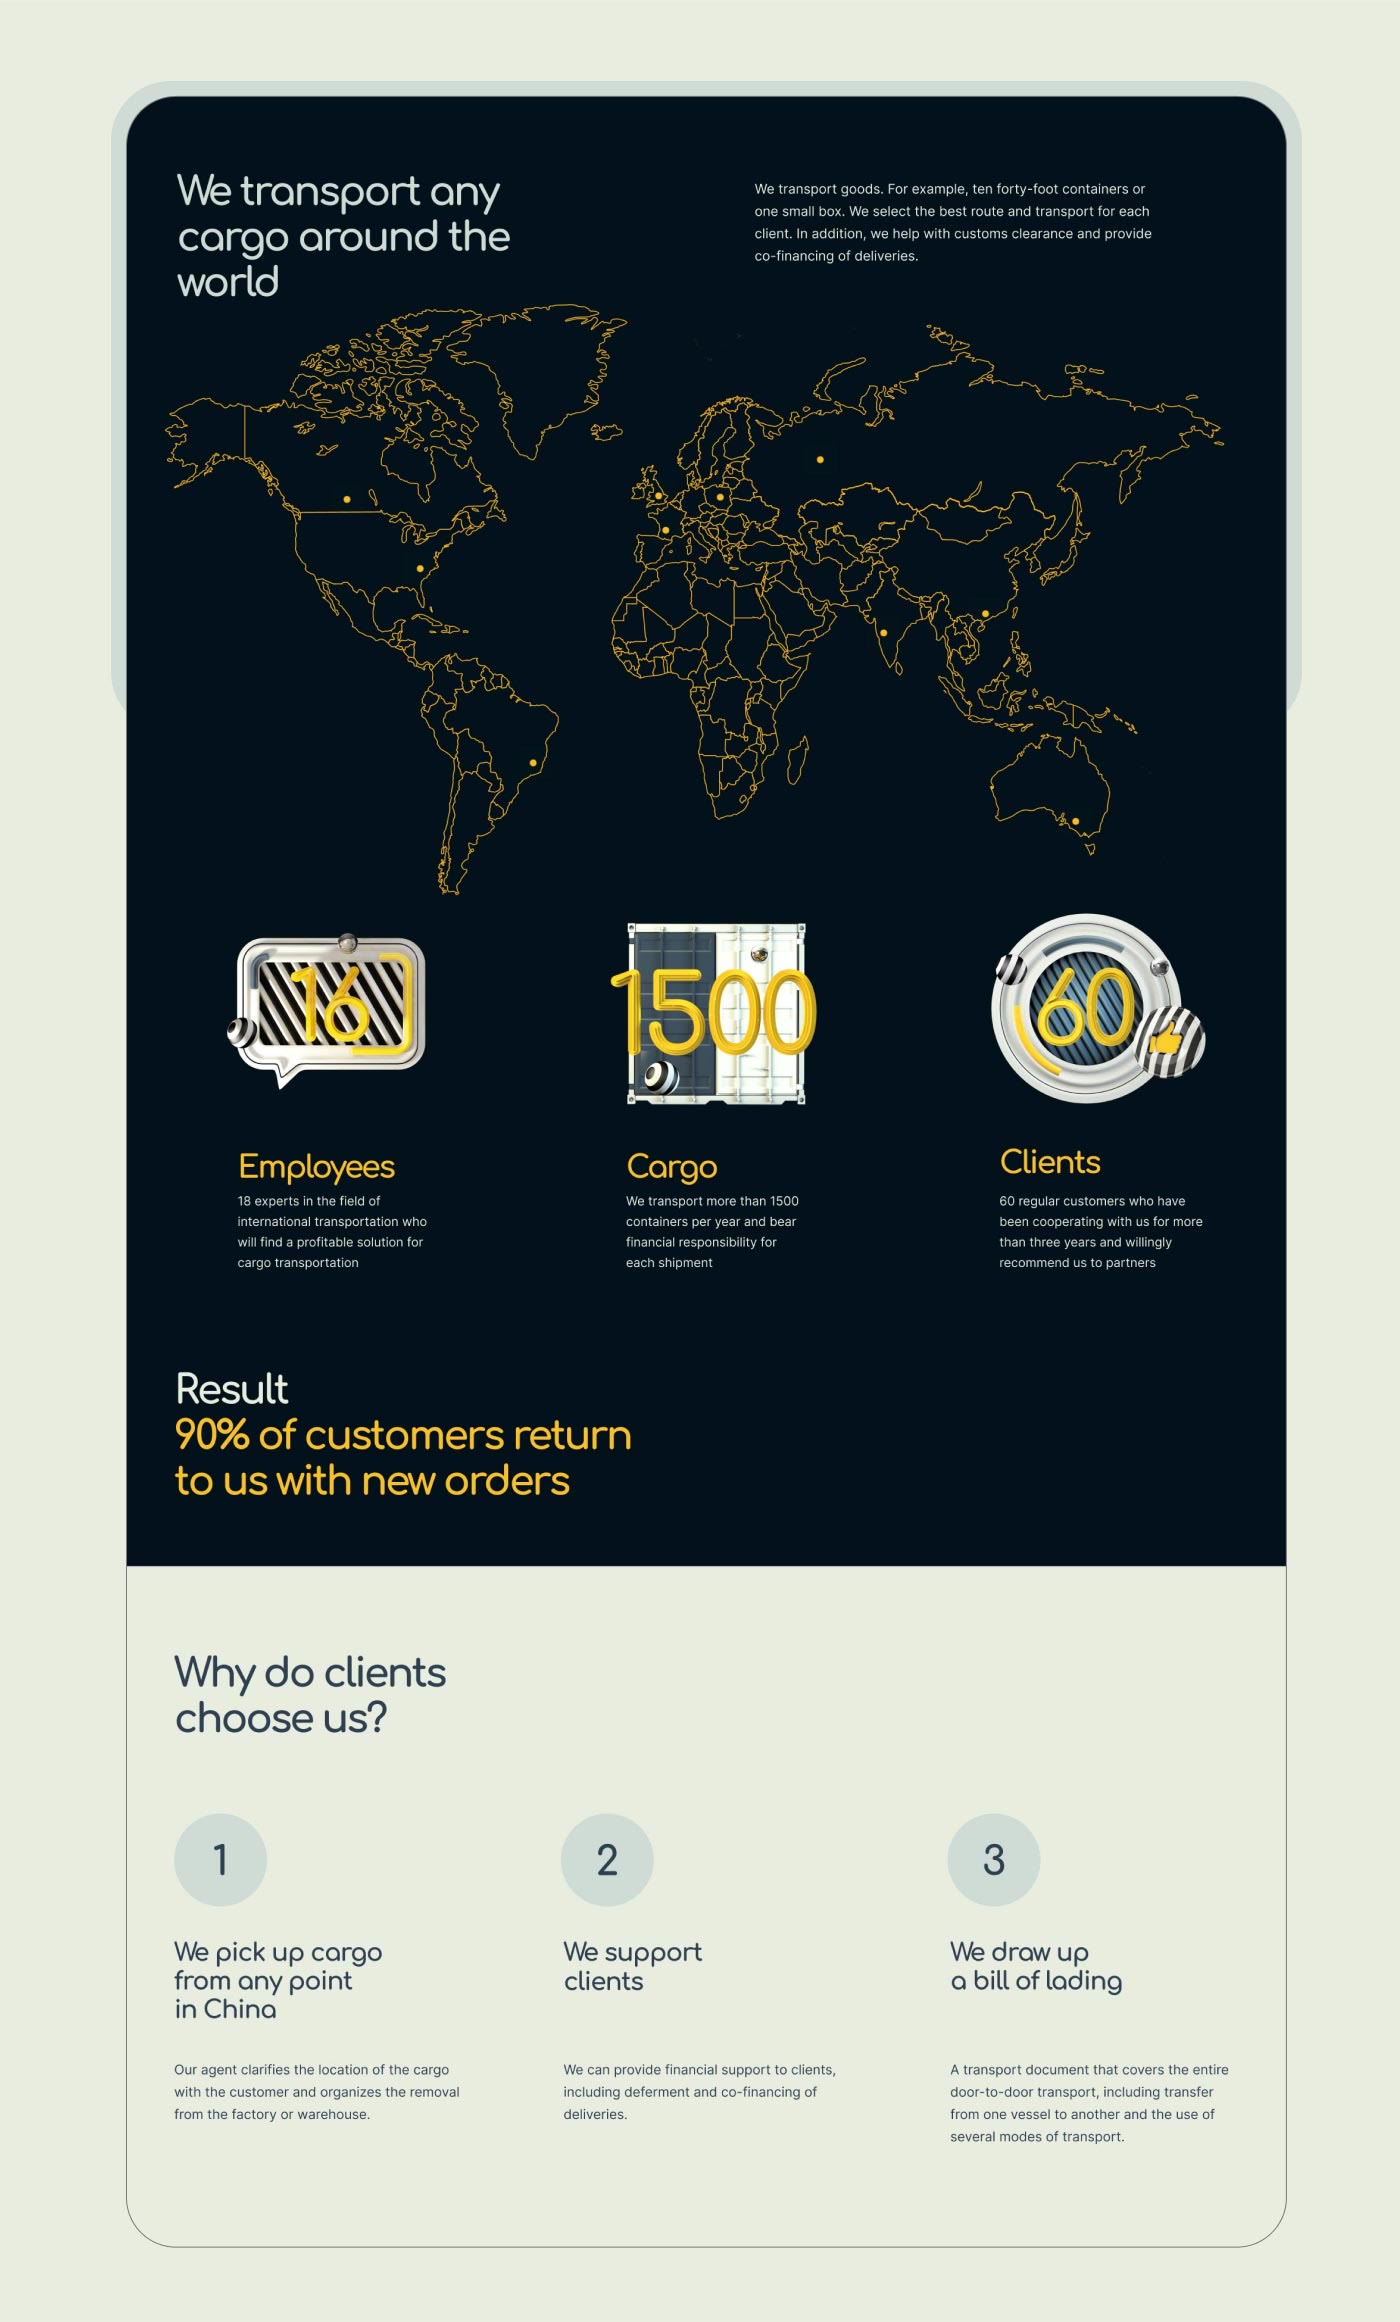 We transport any
cargo around the
world
We transport goods. For example, ten forty-foot containers or
one small box. We select the best route and transport for each
client. In addition, we help with customs clearance and provide
co-financing of deliveries.
16
1500
60
Employees
18 experts in the field of
international transportation who
will find a profitable solution for
cargo transportation
Cargo
We transport more than 1500
containers per year and bear
financial responsibility for
each shipment
Clients
60 regular customers who have
been cooperating with us for more
than three years and willingly
recommend us to partners
Result
90% of customers return
to us with new orders
Why do clients
choose us?
1
We pick up cargo
from any point
in China
Our agent clarifies the location of the cargo
with the customer and organizes the removal
from the factory or warehouse.
2
We support
clients
We can provide financial support to clients,
including deferment and co-financing of
deliveries.
3
We draw up
a bill of lading
A transport document that covers the entire
door-to-door transport, including transfer
from one vessel to another and the use of
several modes of transport.